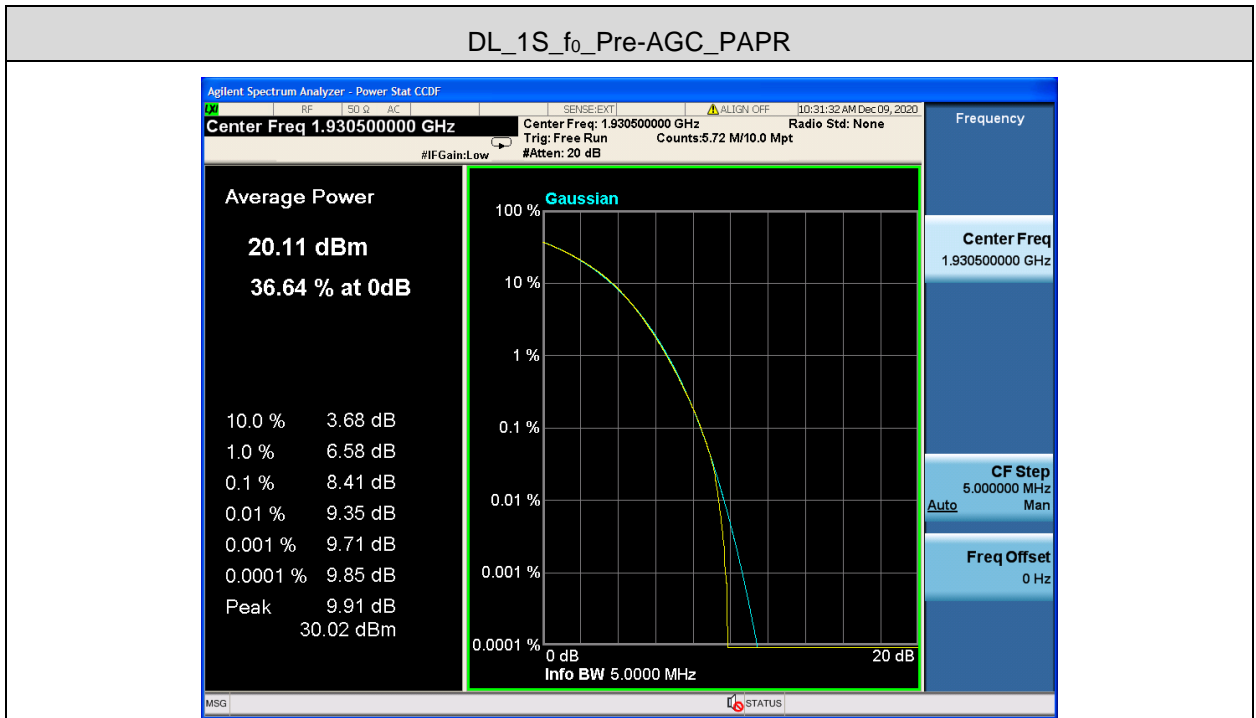 DL_1S_f₀_Pre-AGC_PAPR
Agilent Spectrum Analyzer - Power Stat CCDF
LXI RF 50 Ω AC SENSE:EXT ALIGN OFF 10:31:32 AM Dec 09, 2020
Center Freq 1.930500000 GHz
Center Freq: 1.930500000 GHz Radio Std: None
Trig: Free Run Counts:5.72 M/10.0 Mpt
#IFGain:Low #Atten: 20 dB
Average Power
20.11 dBm
36.64 % at 0dB
10.0 % 3.68 dB
1.0 % 6.58 dB
0.1 % 8.41 dB
0.01 % 9.35 dB
0.001 % 9.71 dB
0.0001 % 9.85 dB
Peak 9.91 dB
30.02 dBm
Gaussian
100 %
10 %
1 %
0.1 %
0.01 %
0.001 %
0.0001 %
0 dB 20 dB
Info BW 5.0000 MHz
Frequency
Center Freq
1.930500000 GHz
CF Step
5.000000 MHz
Auto Man
Freq Offset
0 Hz
MSG STATUS